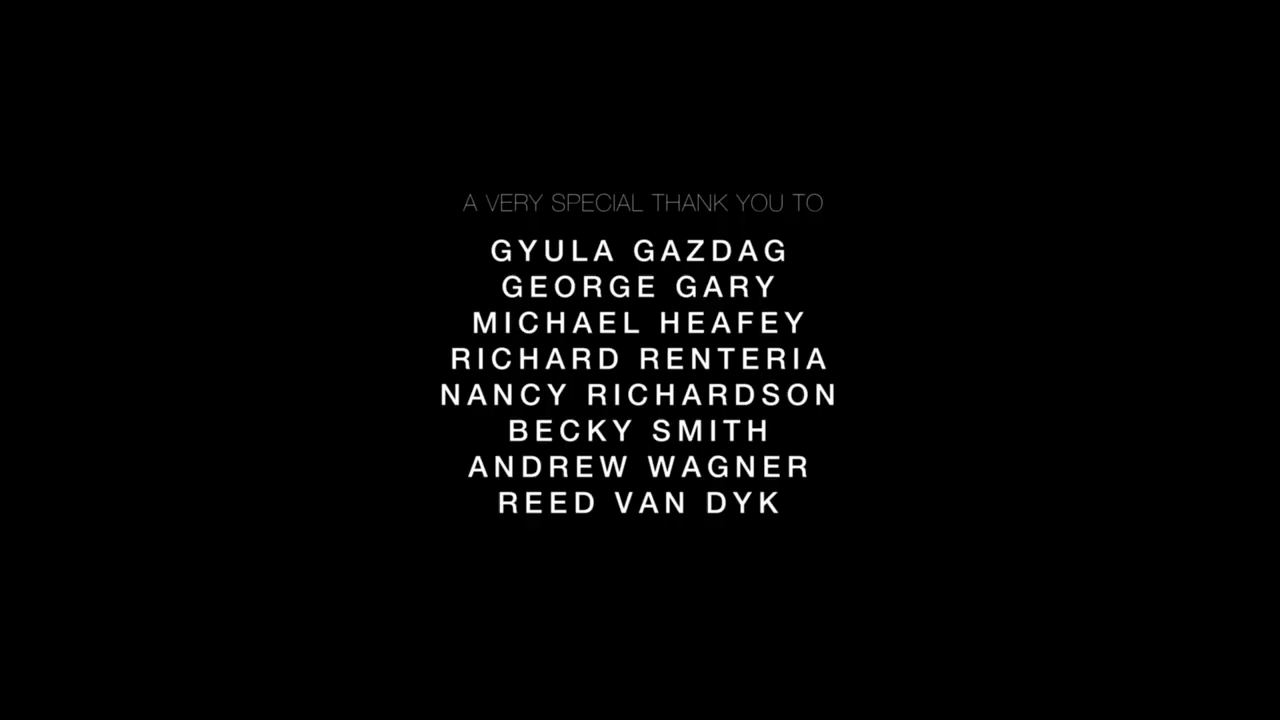 A VERY SPECIAL THANK YOU TO
GYULA GAZDAG
GEORGE GARY
MICHAEL HEAFEY
RICHARD RENTERIA
NANCY RICHARDSON
BECKY SMITH
ANDREW WAGNER
REED VAN DYK